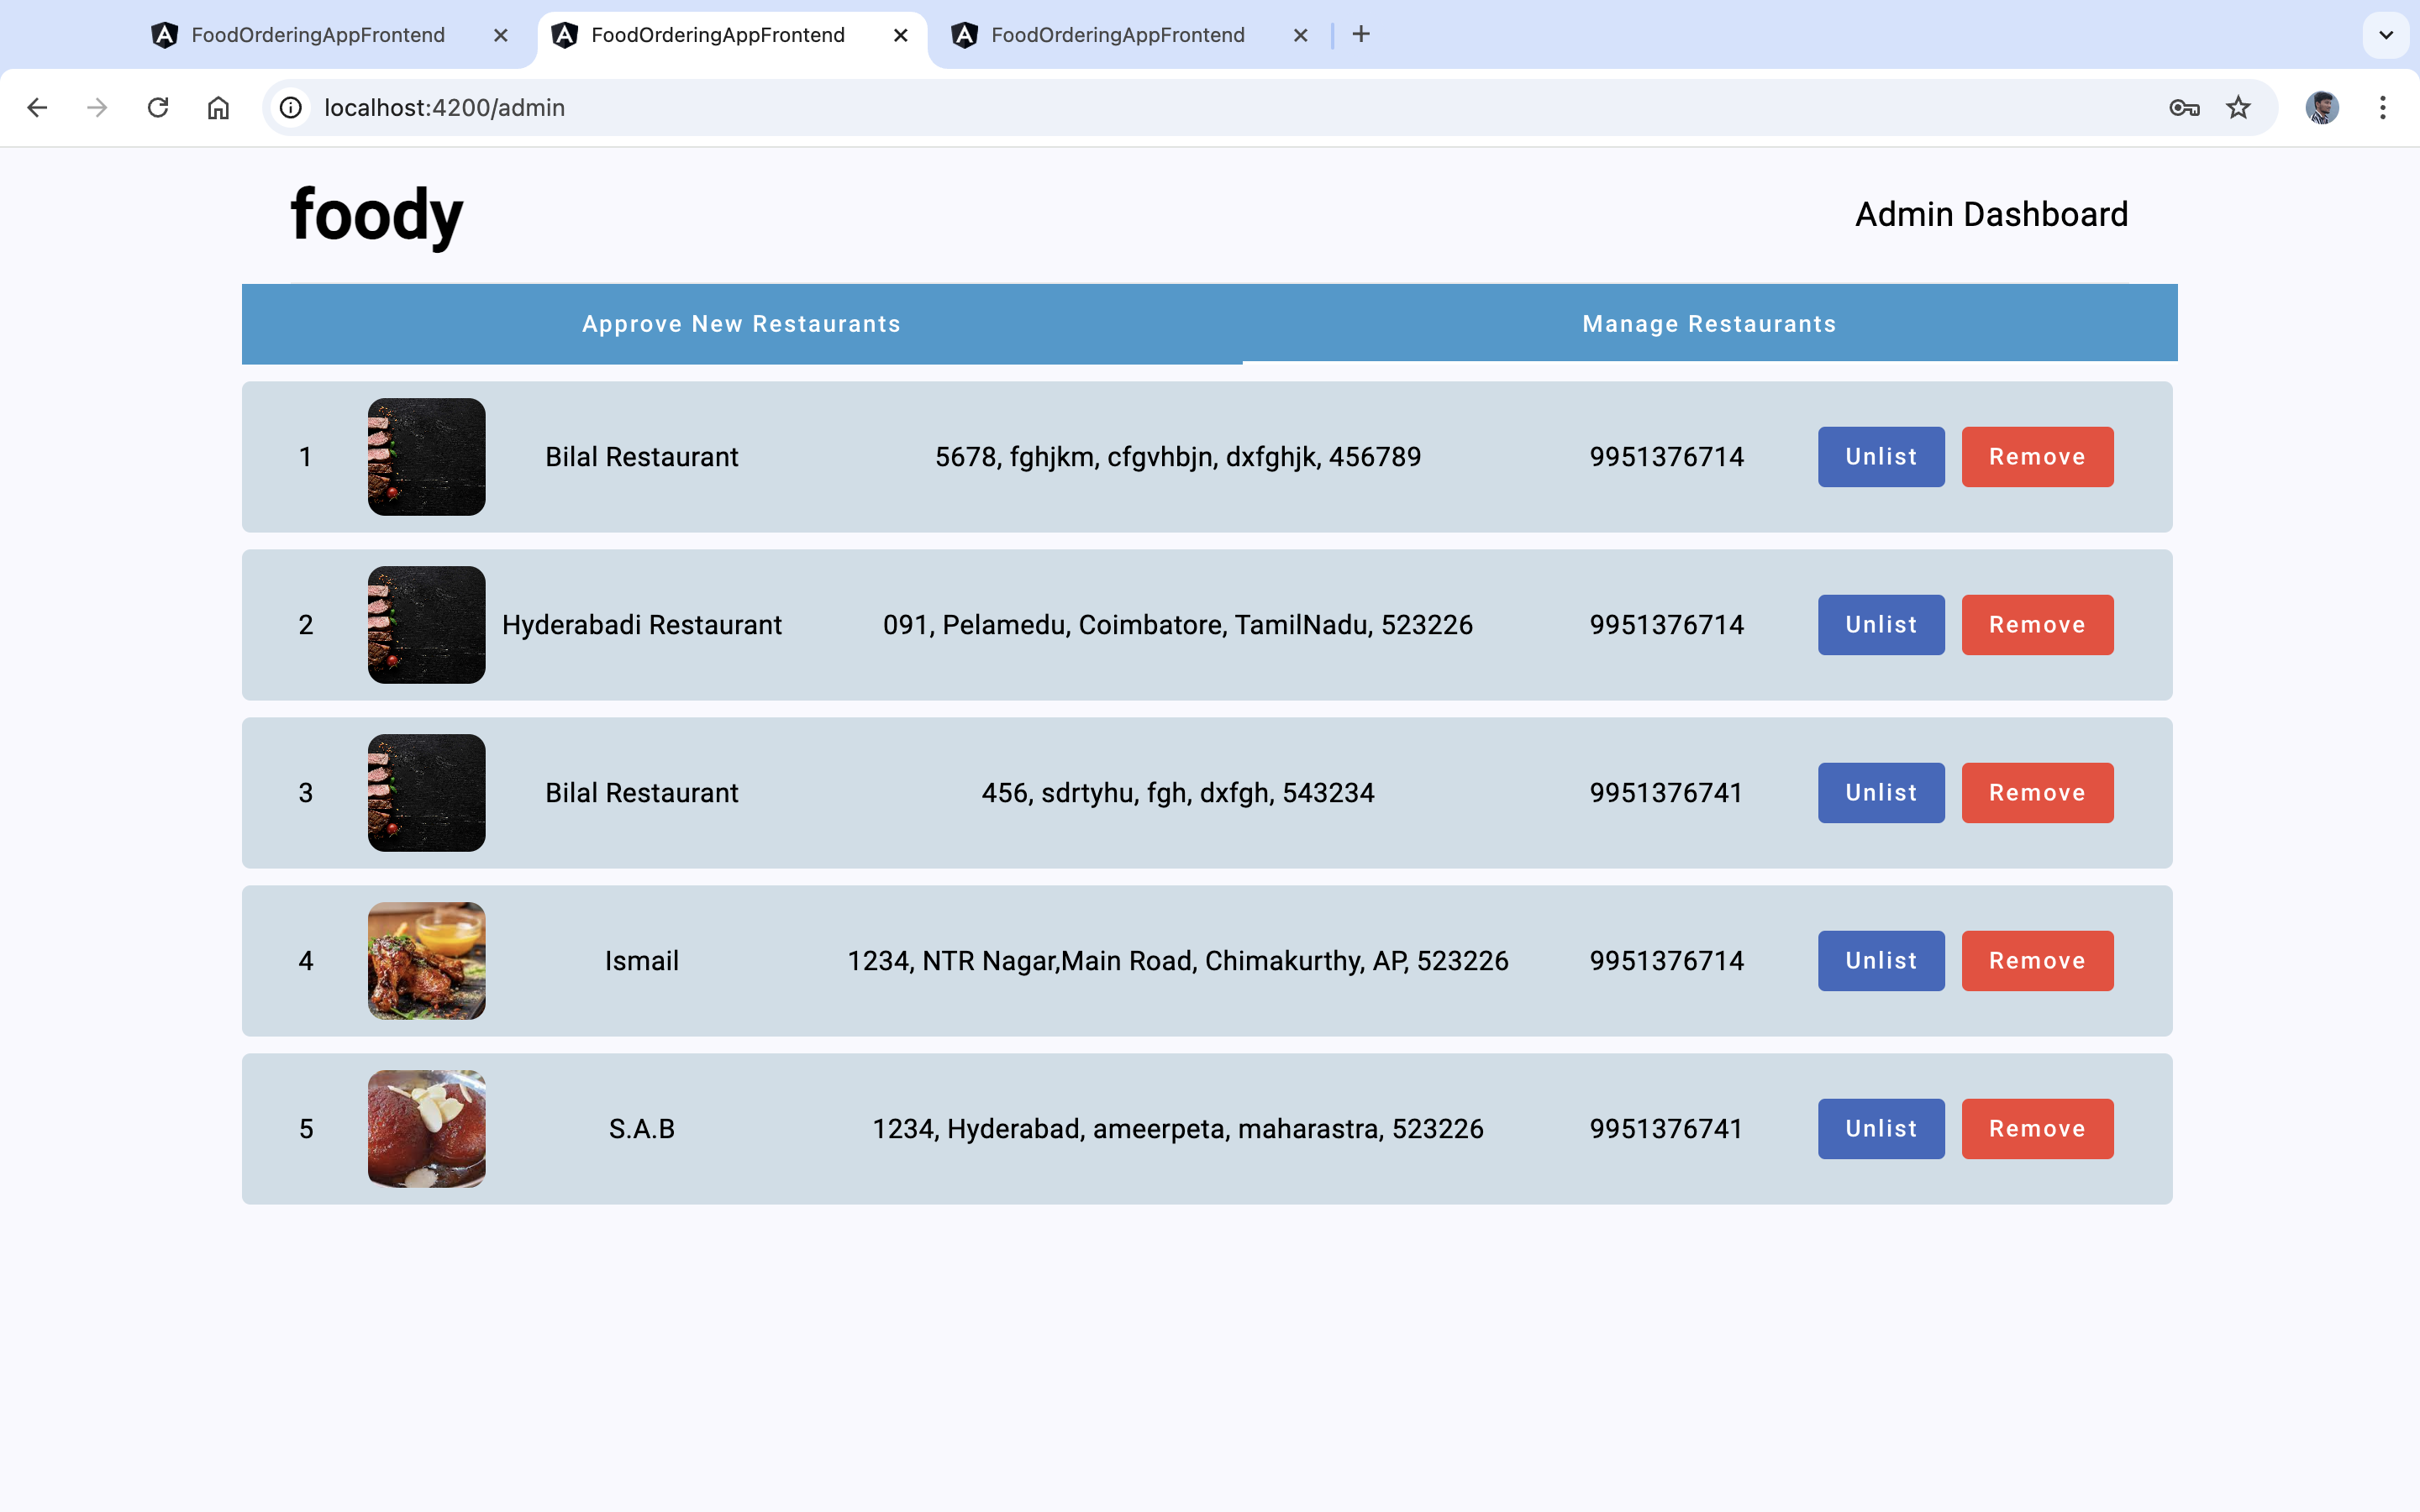 FoodOrderingAppFrontend FoodOrderingAppFrontend FoodOrderingAppFrontend
localhost:4200/admin
foody Admin Dashboard
Approve New Restaurants Manage Restaurants
1 Bilal Restaurant 5678, fghjkm, cfgvhbjn, dxfghjk, 456789 9951376714 Unlist Remove
2 Hyderabadi Restaurant 091, Pelamedu, Coimbatore, TamilNadu, 523226 9951376714 Unlist Remove
3 Bilal Restaurant 456, sdrtyhu, fgh, dxfgh, 543234 9951376741 Unlist Remove
4 Ismail 1234, NTR Nagar,Main Road, Chimakurthy, AP, 523226 9951376714 Unlist Remove
5 S.A.B 1234, Hyderabad, ameerpeta, maharastra, 523226 9951376741 Unlist Remove